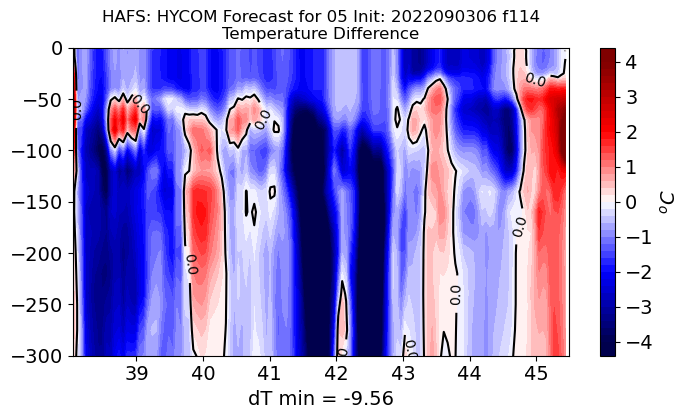 HAFS: HYCOM Forecast for 05 Init: 2022090306 f114
Temperature Difference
0
−50
−100
−150
−200
−250
−300
39 40 41 42 43 44 45
dT min = -9.56
0.0 0.0 0.0 0.0 0.0 0.0 0.0
4
3
2
1
0
−1
−2
−3
−4
°C